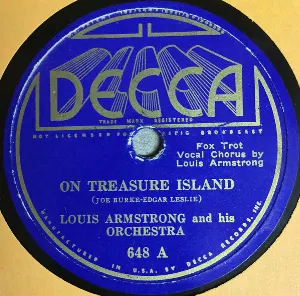 DECCA
TRADE MARK REGISTERED
NOT LICENSED FOR PUBLIC BROADCAST
Fox Trot
Vocal Chorus by
Louis Armstrong
ON TREASURE ISLAND
(JOE BURKE-EDGAR LESLIE)
LOUIS ARMSTRONG and his
ORCHESTRA
648 A
MANUFACTURED IN U.S.A. BY DECCA RECORDS, INC.